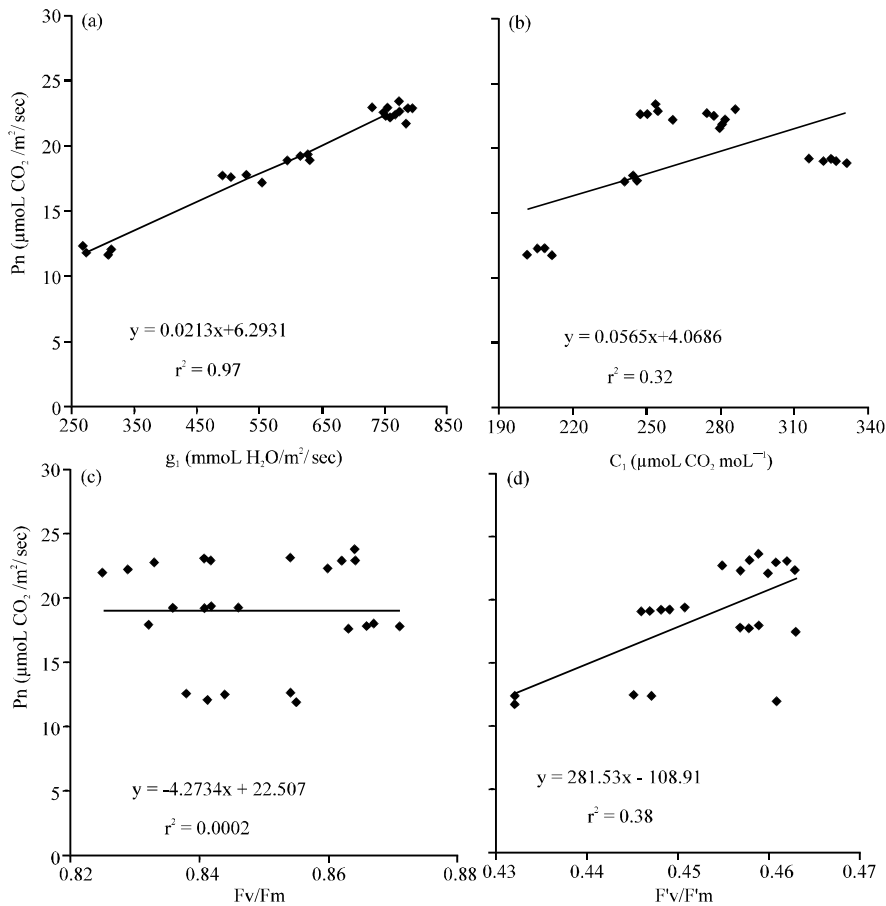 (a)
Pn (µmoL CO₂ /m²/sec)
30
25
20
15
10
5
0
y = 0.0213x+6.2931
r² = 0.97
250 350 450 550 650 750 850
g₁ (mmoL H₂O/m²/sec)
(b)
y = 0.0565x+4.0686
r² = 0.32
190 220 250 280 310 340
C₁ (µmoL CO₂ moL⁻¹)
(c)
Pn (µmoL CO₂ /m²/sec)
30
25
20
15
10
5
0
y = -4.2734x + 22.507
r² = 0.0002
0.82 0.84 0.86 0.88
Fv/Fm
(d)
y = 281.53x - 108.91
r² = 0.38
0.43 0.44 0.45 0.46 0.47
F'v/F'm